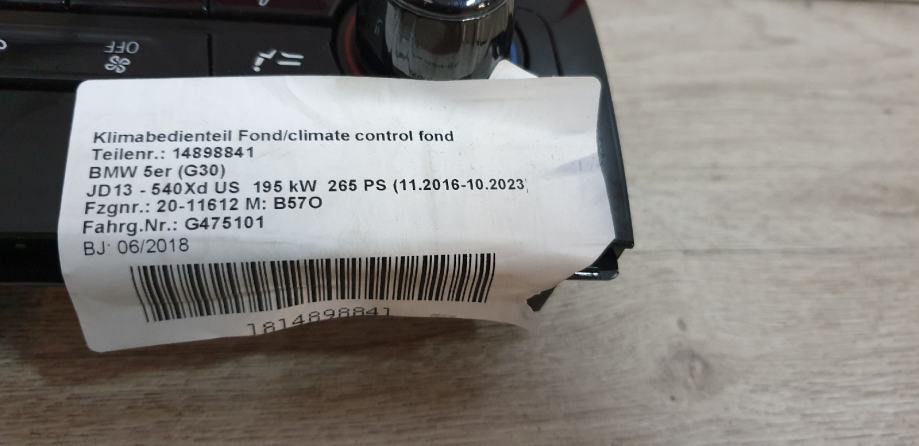 OFF
Klimabedienteil Fond/climate control fond
Teilenr.: 14898841
BMW 5er (G30)
JD13 - 540Xd US 195 kW 265 PS (11.2016-10.2023)
Fzgnr.: 20-11612 M: B57O
Fahrg.Nr.: G475101
BJ: 06/2018
1814898841